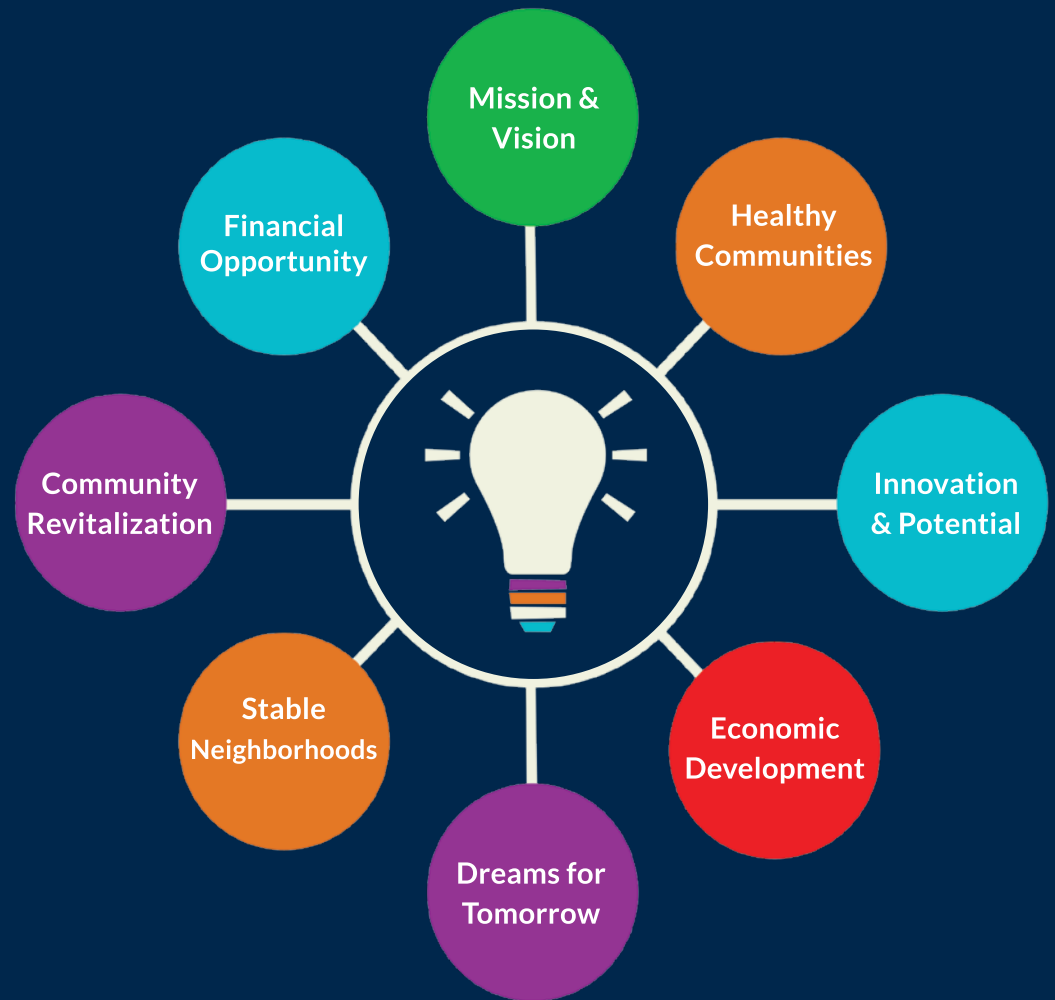 Mission &
Vision
Healthy
Communities
Innovation
& Potential
Economic
Development
Dreams for
Tomorrow
Stable
Neighborhoods
Community
Revitalization
Financial
Opportunity